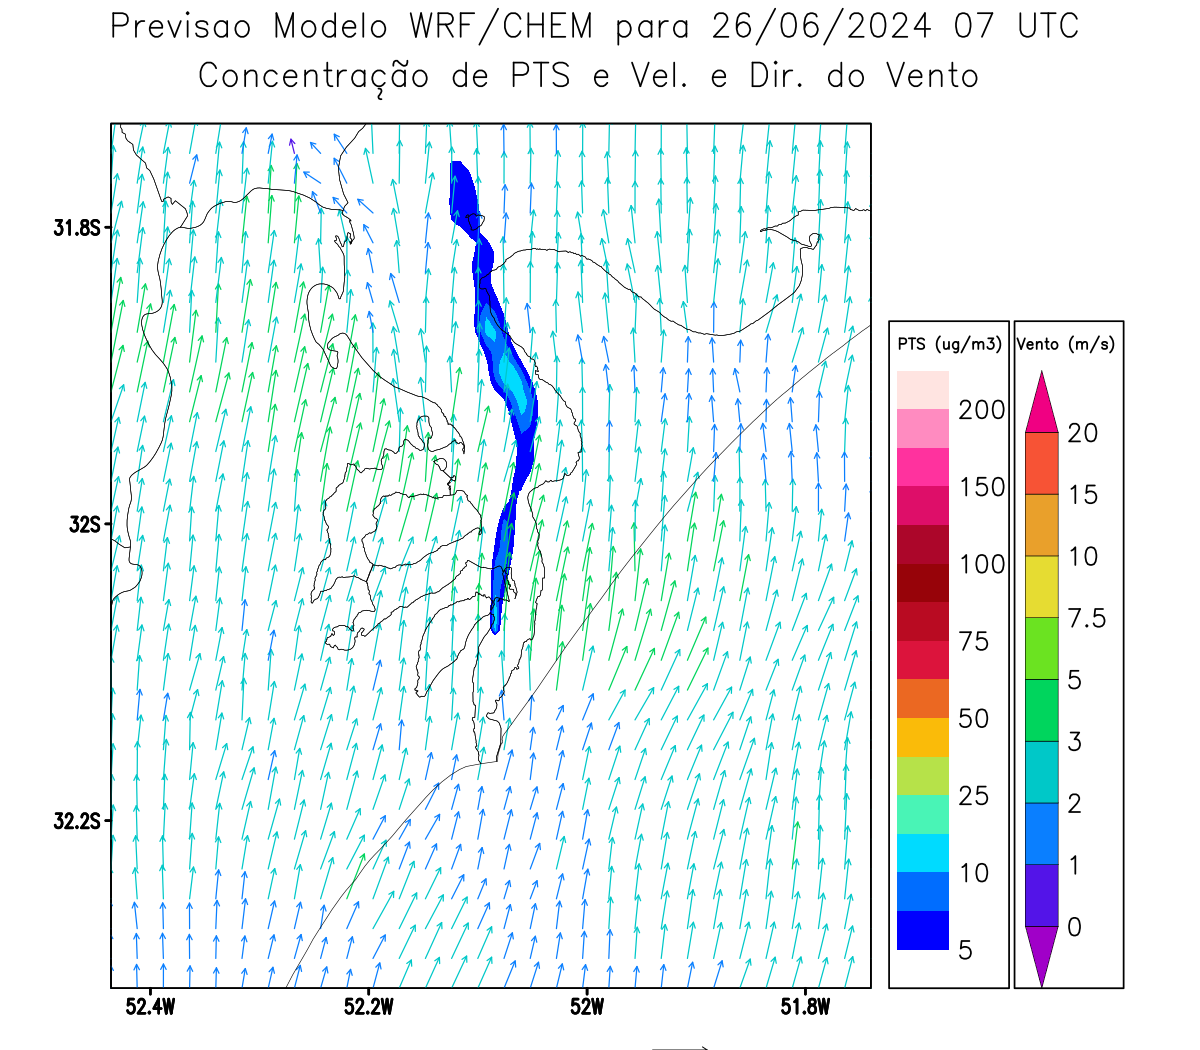 Previsao Modelo WRF/CHEM para 26/06/2024 07 UTC
Concentração de PTS e Vel. e Dir. do Vento
31.8S
32S
32.2S
52.4W
52.2W
52W
51.8W
PTS (ug/m3)
200
150
100
75
50
25
10
5
Vento (m/s)
20
15
10
7.5
5
3
2
1
0